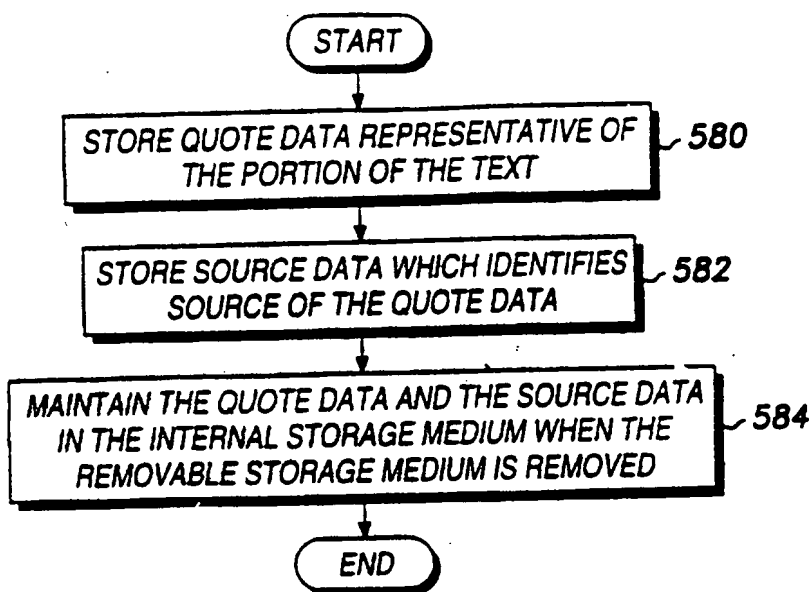 START
STORE QUOTE DATA REPRESENTATIVE OF
THE PORTION OF THE TEXT
580
STORE SOURCE DATA WHICH IDENTIFIES
SOURCE OF THE QUOTE DATA
582
MAINTAIN THE QUOTE DATA AND THE SOURCE DATA
IN THE INTERNAL STORAGE MEDIUM WHEN THE
REMOVABLE STORAGE MEDIUM IS REMOVED
584
END